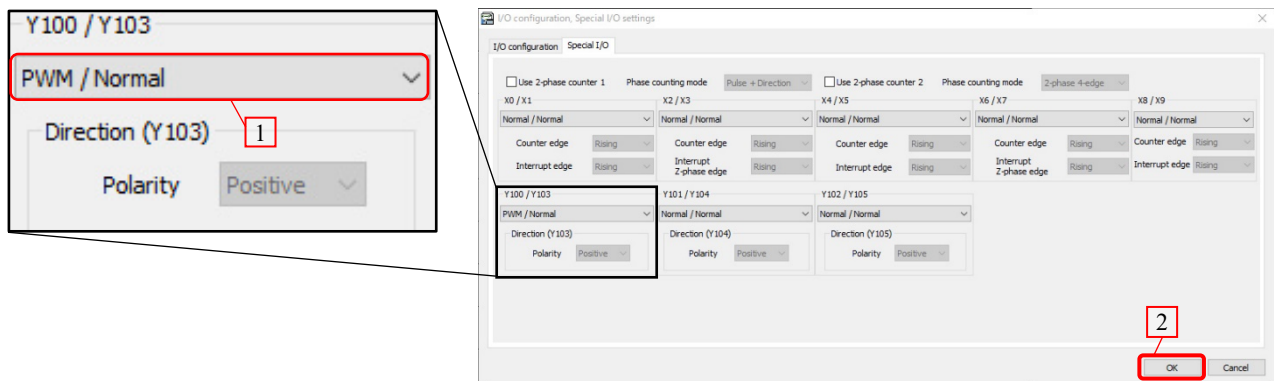 Y100 / Y103
PWM / Normal
1
Direction (Y103)
Polarity Positive
I/O configuration, Special I/O settings
I/O configuration Special I/O
Use 2-phase counter 1 Phase counting mode Pulse + Direction Use 2-phase counter 2 Phase counting mode 2-phase 4-edge
X0 / X1 X2 / X3 X4 / X5 X6 / X7 X8 / X9
Normal / Normal Normal / Normal Normal / Normal Normal / Normal Normal / Normal
Counter edge Rising Counter edge Rising Counter edge Rising Counter edge Rising Counter edge Rising
Interrupt edge Rising Interrupt Z-phase edge Rising Interrupt edge Rising Interrupt Z-phase edge Rising Interrupt edge Rising
Y100 / Y103 Y101 / Y104 Y102 / Y105
PWM / Normal Normal / Normal Normal / Normal
Direction (Y103) Direction (Y104) Direction (Y105)
Polarity Positive Polarity Positive Polarity Positive
2
OK Cancel